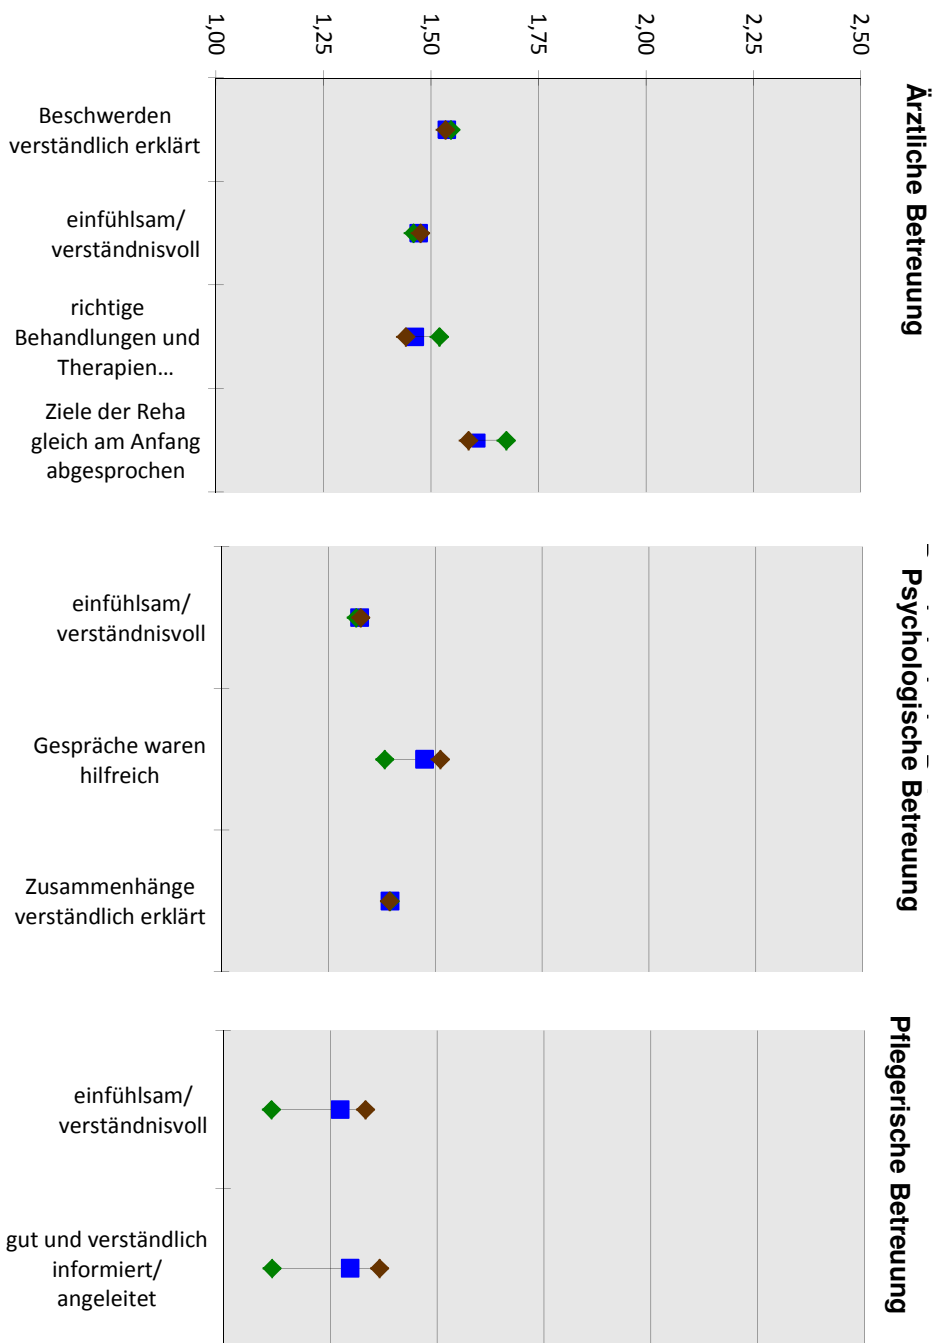 1,00
1,25
1,50
1,75
2,00
2,25
2,50
Ärztliche Betreuung
Beschwerden
verständlich erklärt
einfühlsam/
verständnisvoll
richtige
Behandlungen und
Therapien...
Ziele der Reha
gleich am Anfang
abgesprochen
Psychologische Betreuung
einfühlsam/
verständnisvoll
Gespräche waren
hilfreich
Zusammenhänge
verständlich erklärt
Pflegerische Betreuung
einfühlsam/
verständnisvoll
gut und verständlich
informiert/
angeleitet